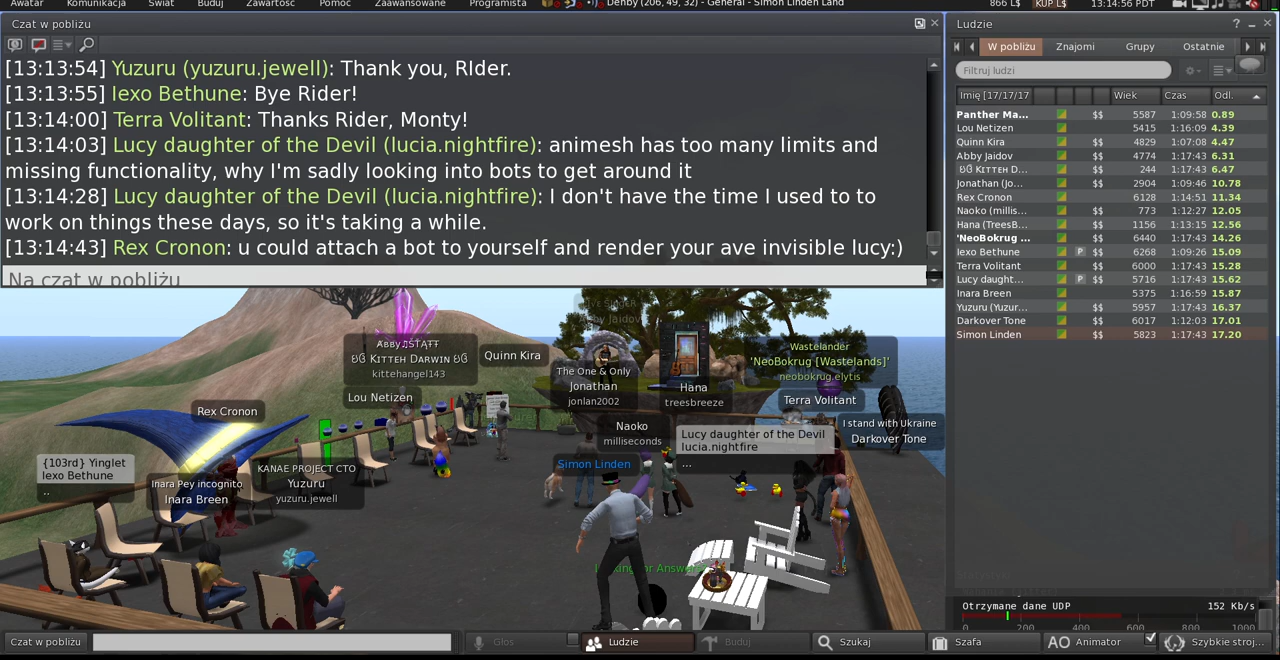 Awatar Komunikacja Świat Buduj Zawartość Pomoc Zaawansowane Programista Denby (206, 49, 32) - General - Simon Linden Land 866 L$ KUP L$ 13:14:56 PDT
Czat w pobliżu
[13:13:54] Yuzuru (yuzuru.jewell): Thank you, RIder.
[13:13:55] Iexo Bethune: Bye Rider!
[13:14:00] Terra Volitant: Thanks Rider, Monty!
[13:14:03] Lucy daughter of the Devil (lucia.nightfire): animesh has too many limits and
missing functionality, why I'm sadly looking into bots to get around it
[13:14:28] Lucy daughter of the Devil (lucia.nightfire): I don't have the time I used to to
work on things these days, so it's taking a while.
[13:14:43] Rex Cronon: u could attach a bot to yourself and render your ave invisible lucy:)
Na czat w pobliżu
Ludzie
? _ ×
W pobliżu Znajomi Grupy Ostatnie
Filtruj ludzi
Imię [17/17/17 Wiek Czas Odl.
Panther Ma... $$ 5587 1:09:58 0.89
Lou Netizen 5415 1:16:09 4.39
Quinn Kira $$ 4829 1:07:08 4.47
Abby Jaidov $$ 4774 1:17:43 6.31
Kɪᴛᴛᴇʜ D... $$ 244 1:17:43 6.47
Jonathan (Jo... $$ 2904 1:09:46 10.78
Rex Cronon 6128 1:14:51 11.34
Naoko (millis... $$ 773 1:12:27 12.05
Hana (TreesB... $$ 1156 1:13:15 12.56
'NeoBokrug ... $$ 6440 1:17:43 14.26
Iexo Bethune P $$ 6268 1:09:26 15.09
Terra Volitant $$ 6000 1:17:43 15.28
Lucy daught... P $$ 5716 1:17:43 15.62
Inara Breen 5375 1:16:59 15.87
Yuzuru (Yuzur... $$ 5957 1:17:43 16.37
Darkover Tone $$ 6017 1:12:03 17.01
Simon Linden $$ 5823 1:17:43 17.20
Kɪᴛᴛᴇʜ Dᴀʀᴡɪɴ
kittehangel143
Quinn Kira
Lou Netizen
Rex Cronon
{103rd} Yinglet
Iexo Bethune
..
Inara Pey incognito
Inara Breen
KANAE PROJECT CTO
Yuzuru
yuzuru.jewell
The One & Only
Jonathan
jonlan2002
Hana
treesbreeze
Wastelander
'NeoBokrug [Wastelands]'
neobokrug.elytis
Terra Volitant
I stand with Ukraine
Darkover Tone
Naoko
milliseconds
Lucy daughter of the Devil
lucia.nightfire
...
Simon Linden
Otrzymane dane UDP 152 Kb/s
0 200 400 600 800 1000
Czat w pobliżu Głos Ludzie Buduj Szukaj Szafa AO Animator Szybkie stroj...